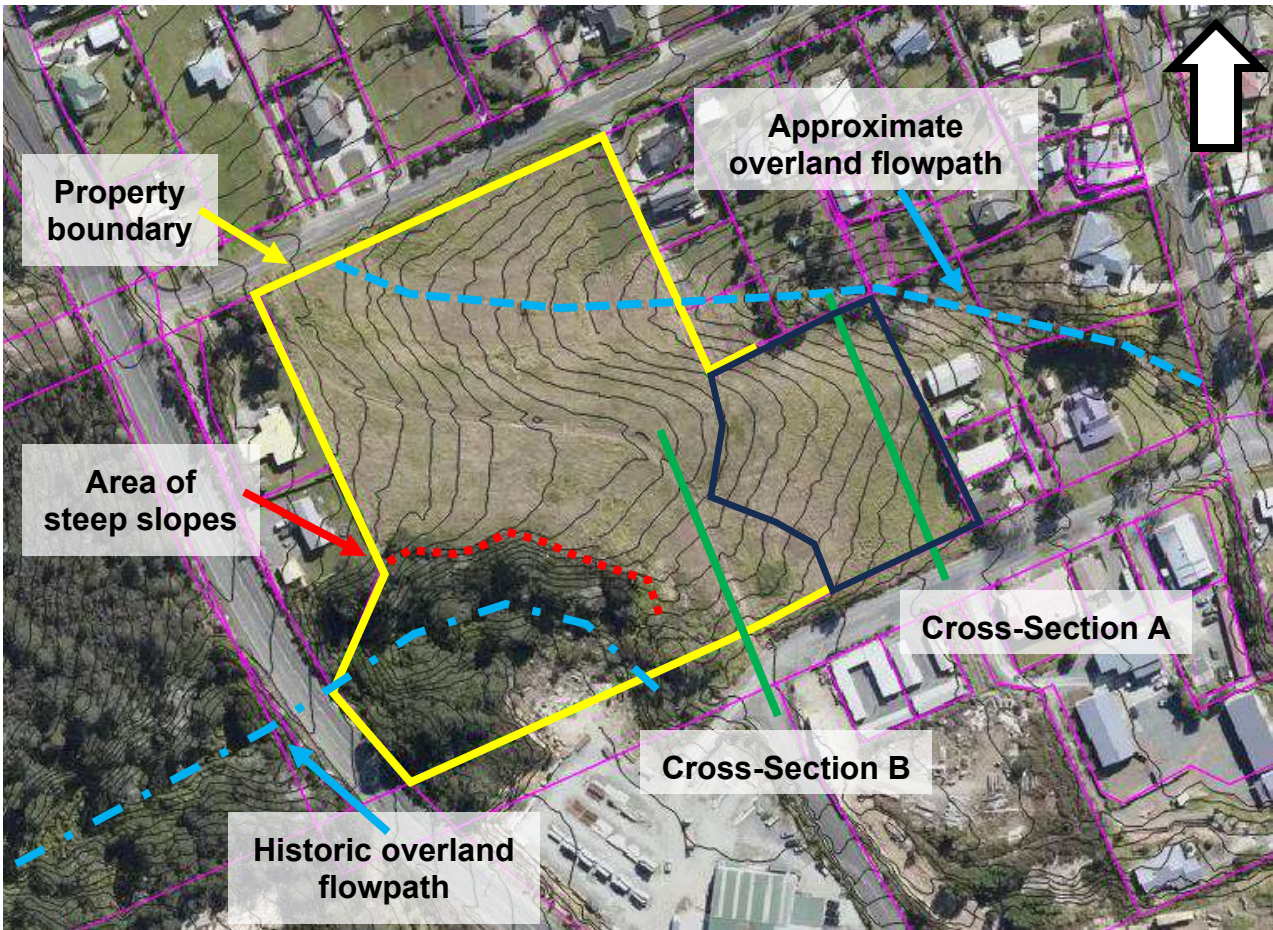 Approximate
overland flowpath
Property
boundary
Area of
steep slopes
Cross-Section A
Cross-Section B
Historic overland
flowpath